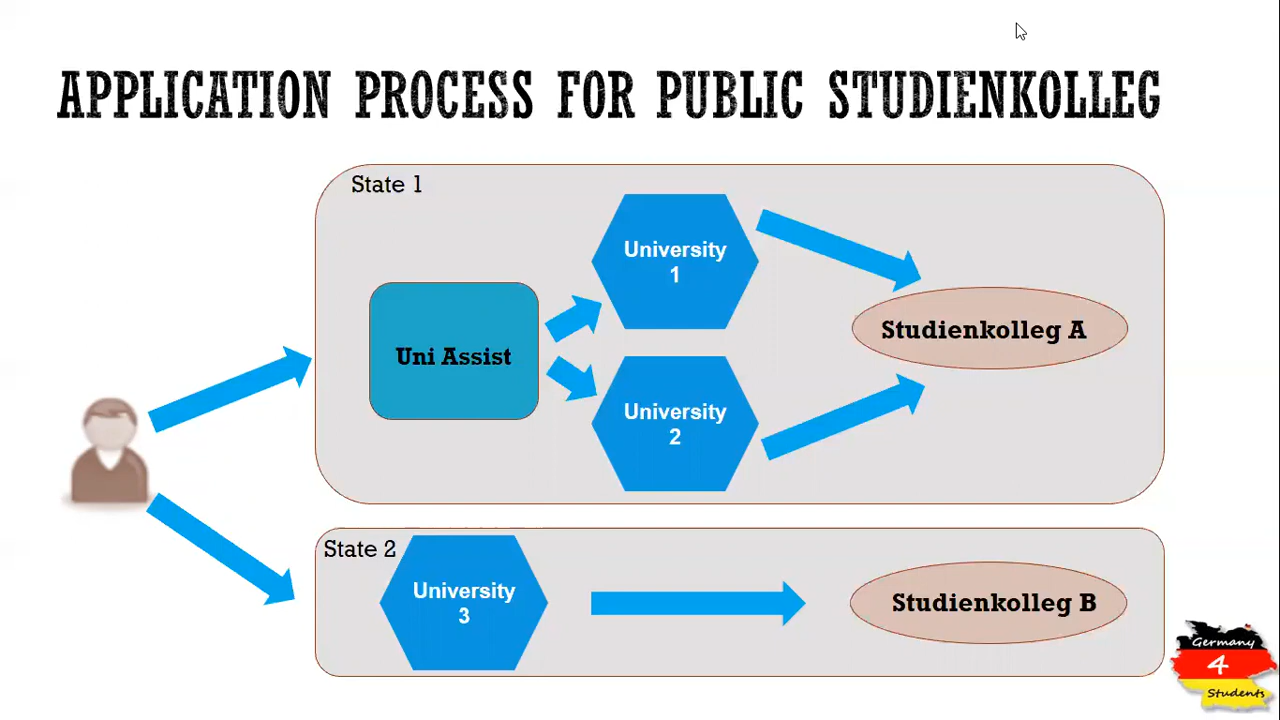 APPLICATION PROCESS FOR PUBLIC STUDIENKOLLEG
State 1
University
1
Uni Assist
Studienkolleg A
University
2
State 2
University
3
Studienkolleg B
Germany
4
Students